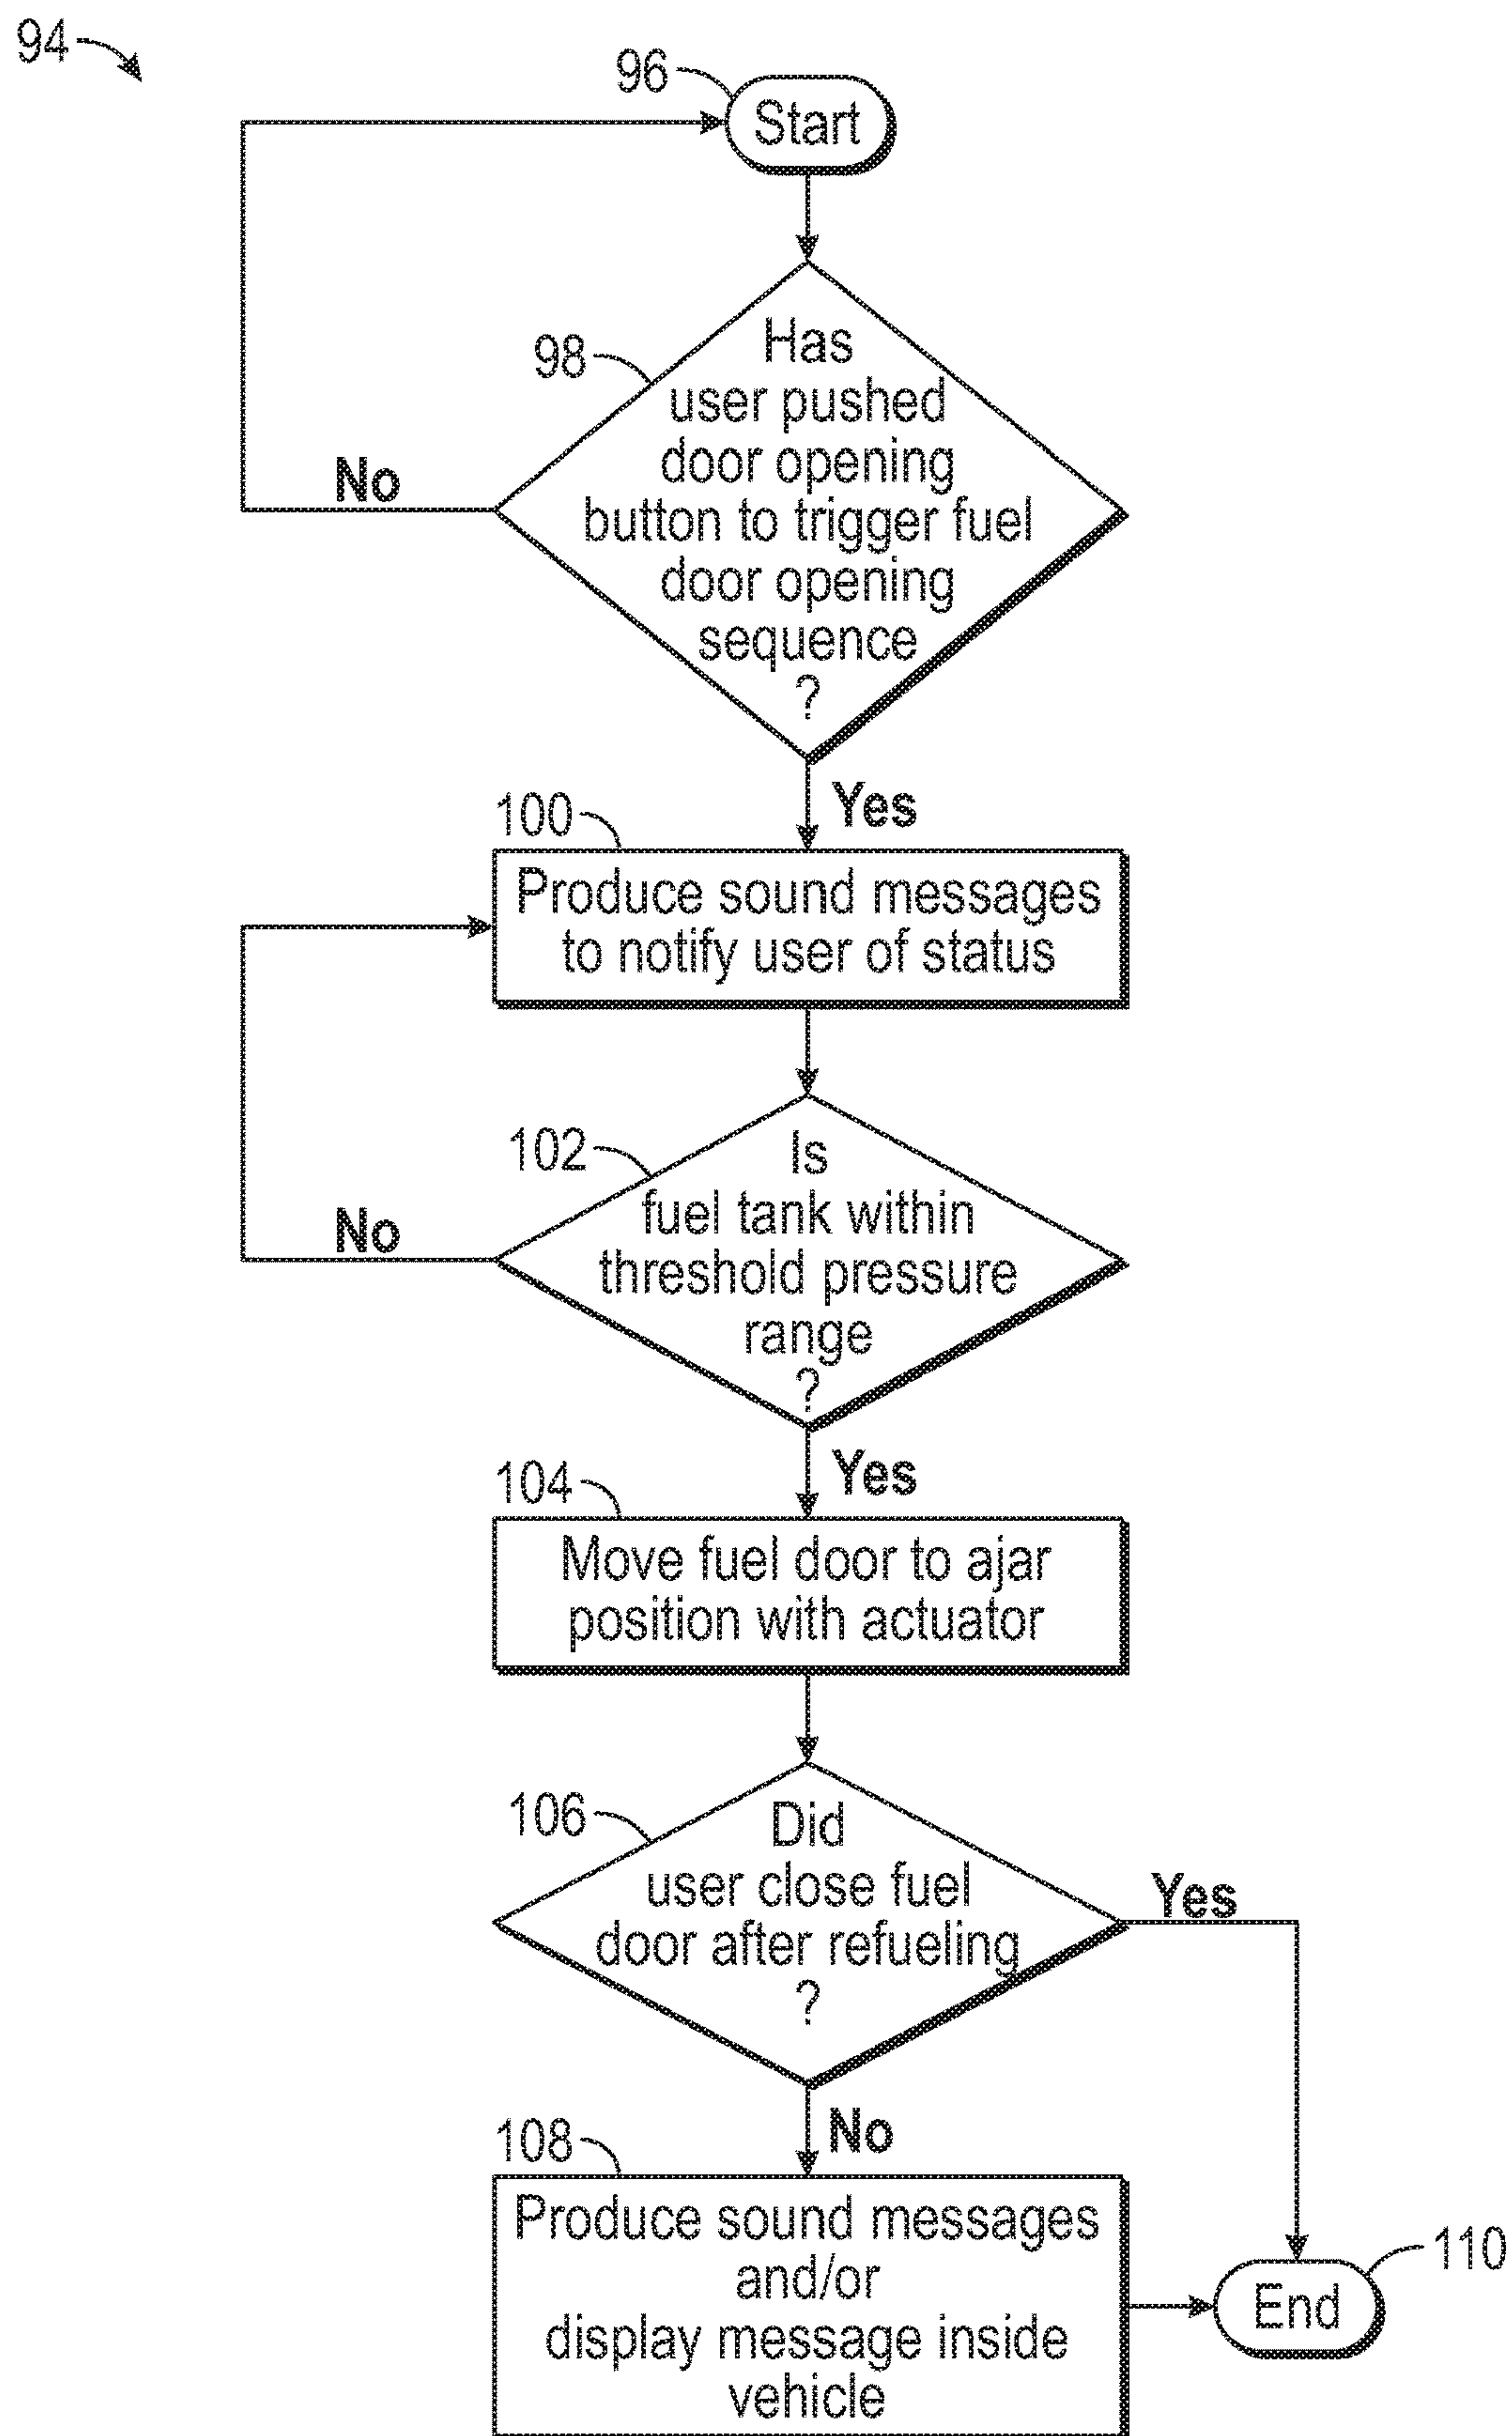 94
96
Start
98
Has
user pushed
door opening
button to trigger fuel
door opening
sequence
?
No
Yes
100
Produce sound messages
to notify user of status
102
Is
fuel tank within
threshold pressure
range
?
No
Yes
104
Move fuel door to ajar
position with actuator
106
Did
user close fuel
door after refueling
?
Yes
No
108
Produce sound messages
and/or
display message inside
vehicle
110
End